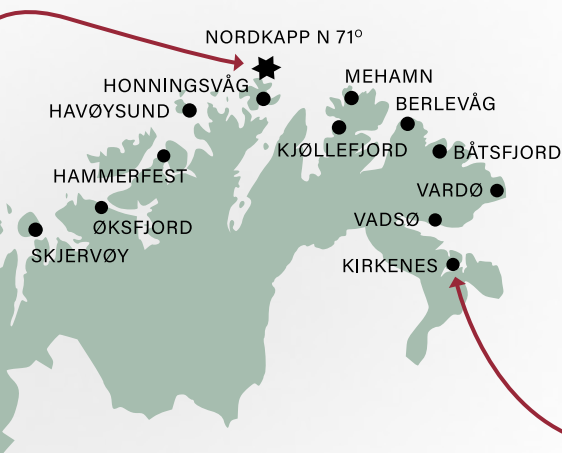 NORDKAPP N 71°
HONNINGSVÅG
MEHAMN
HAVØYSUND
BERLEVÅG
KJØLLEFJORD
BÅTSFJORD
HAMMERFEST
VARDØ
ØKSFJORD
VADSØ
SKJERVØY
KIRKENES